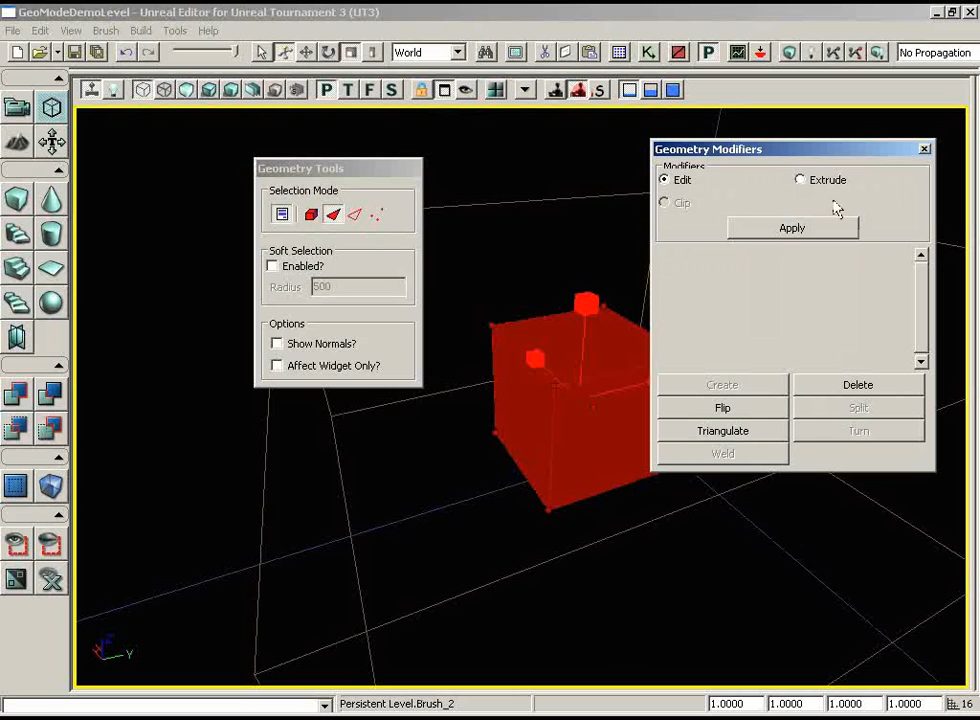 GeoModeDemoLevel - Unreal Editor for Unreal Tournament 3 (UT3)
File Edit View Brush Build Tools Help
World
No Propagation
P T F S
Geometry Tools
Selection Mode
Soft Selection
Enabled?
Radius 500
Options
Show Normals?
Affect Widget Only?
Geometry Modifiers
Modifiers
Edit Extrude
Clip
Apply
Create Delete
Flip Split
Triangulate Turn
Weld
Z
Y
Persistent Level.Brush_2 1.0000 1.0000 1.0000 1.0000 16